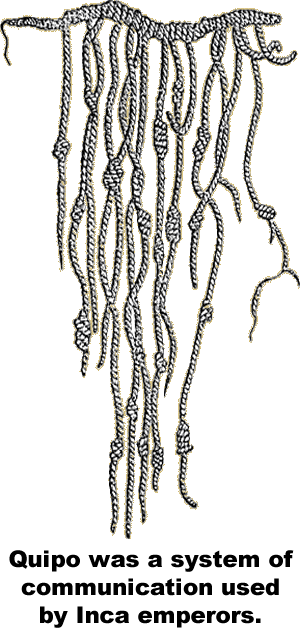 Quipo was a system of
communication used
by Inca emperors.